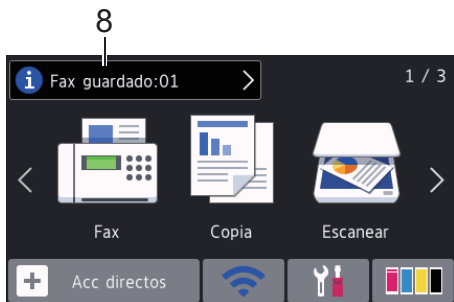 8
Fax guardado:01
1 / 3
Fax Copia Escanear
Acc directos